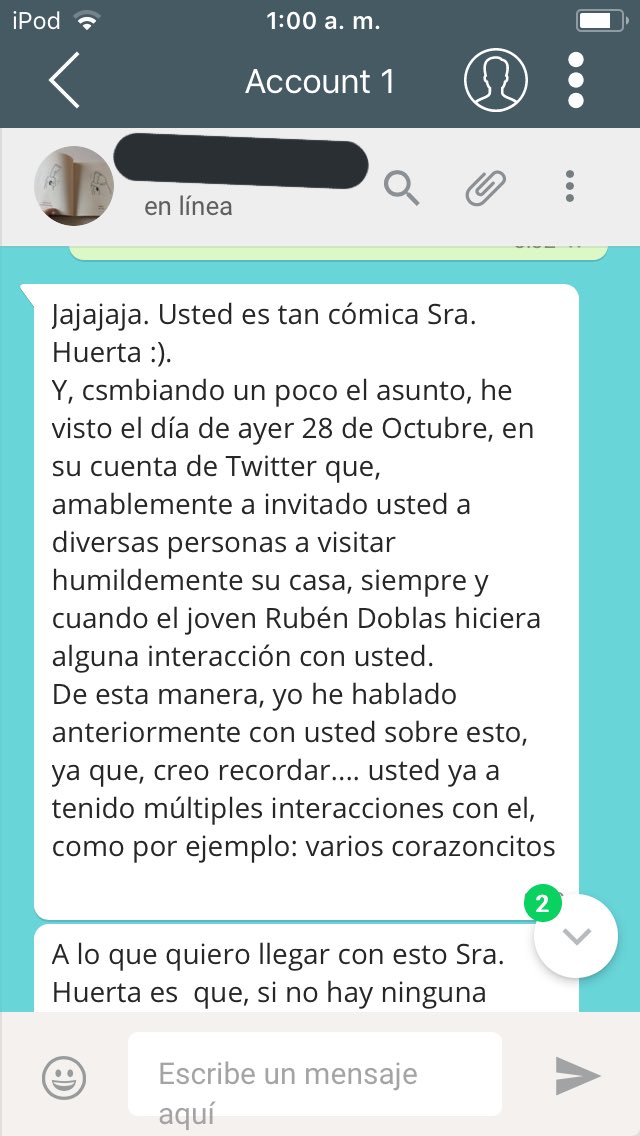 iPod 1:00 a. m.
Account 1
en línea
Jajajaja. Usted es tan cómica Sra.
Huerta :).
Y, csmbiando un poco el asunto, he
visto el día de ayer 28 de Octubre, en
su cuenta de Twitter que,
amablemente a invitado usted a
diversas personas a visitar
humildemente su casa, siempre y
cuando el joven Rubén Doblas hiciera
alguna interacción con usted.
De esta manera, yo he hablado
anteriormente con usted sobre esto,
ya que, creo recordar.... usted ya a
tenido múltiples interacciones con el,
como por ejemplo: varios corazoncitos
2
A lo que quiero llegar con esto Sra.
Huerta es que, si no hay ninguna
Escribe un mensaje
aquí